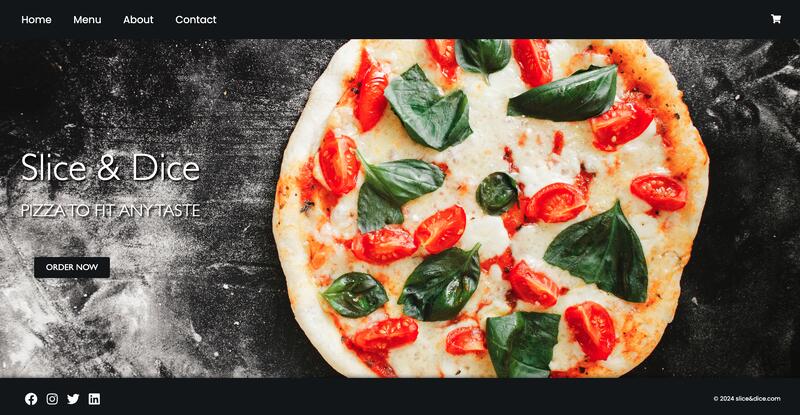 Home Menu About Contact
Slice & Dice
PIZZA TO FIT ANY TASTE
ORDER NOW
© 2024 slice&dice.com